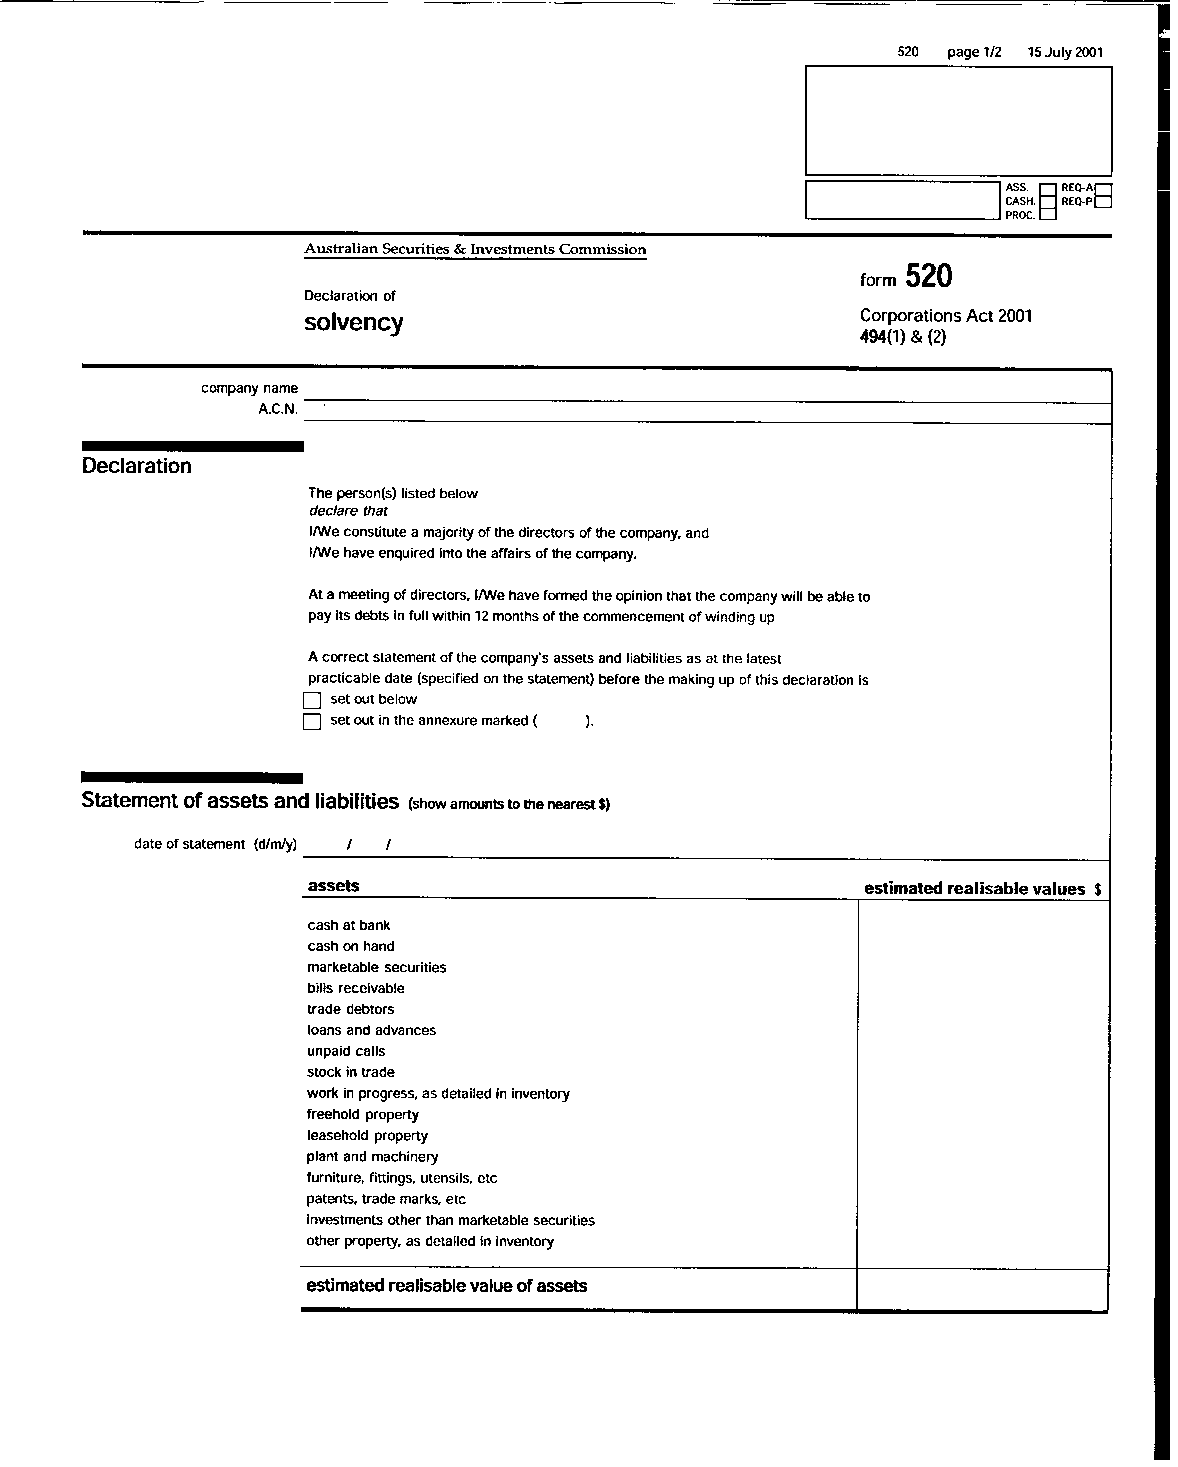 520 page 1/2 15 July 2001
ASS. REQ-A
CASH. REQ-P
PROC.
Australian Securities & Investments Commission
form 520
Declaration of
solvency
Corporations Act 2001
494(1) & (2)
company name
A.C.N.
Declaration
The person(s) listed below
declare that
I/We constitute a majority of the directors of the company, and
I/We have enquired into the affairs of the company.
At a meeting of directors, I/We have formed the opinion that the company will be able to
pay its debts in full within 12 months of the commencement of winding up
A correct statement of the company's assets and liabilities as at the latest
practicable date (specified on the statement) before the making up of this declaration is
set out below
set out in the annexure marked ( ).
Statement of assets and liabilities (show amounts to the nearest $)
date of statement (d/m/y) / /
assets estimated realisable values $
cash at bank
cash on hand
marketable securities
bills receivable
trade debtors
loans and advances
unpaid calls
stock in trade
work in progress, as detailed in inventory
freehold property
leasehold property
plant and machinery
furniture, fittings, utensils, etc
patents, trade marks, etc
investments other than marketable securities
other property, as detailed in inventory
estimated realisable value of assets